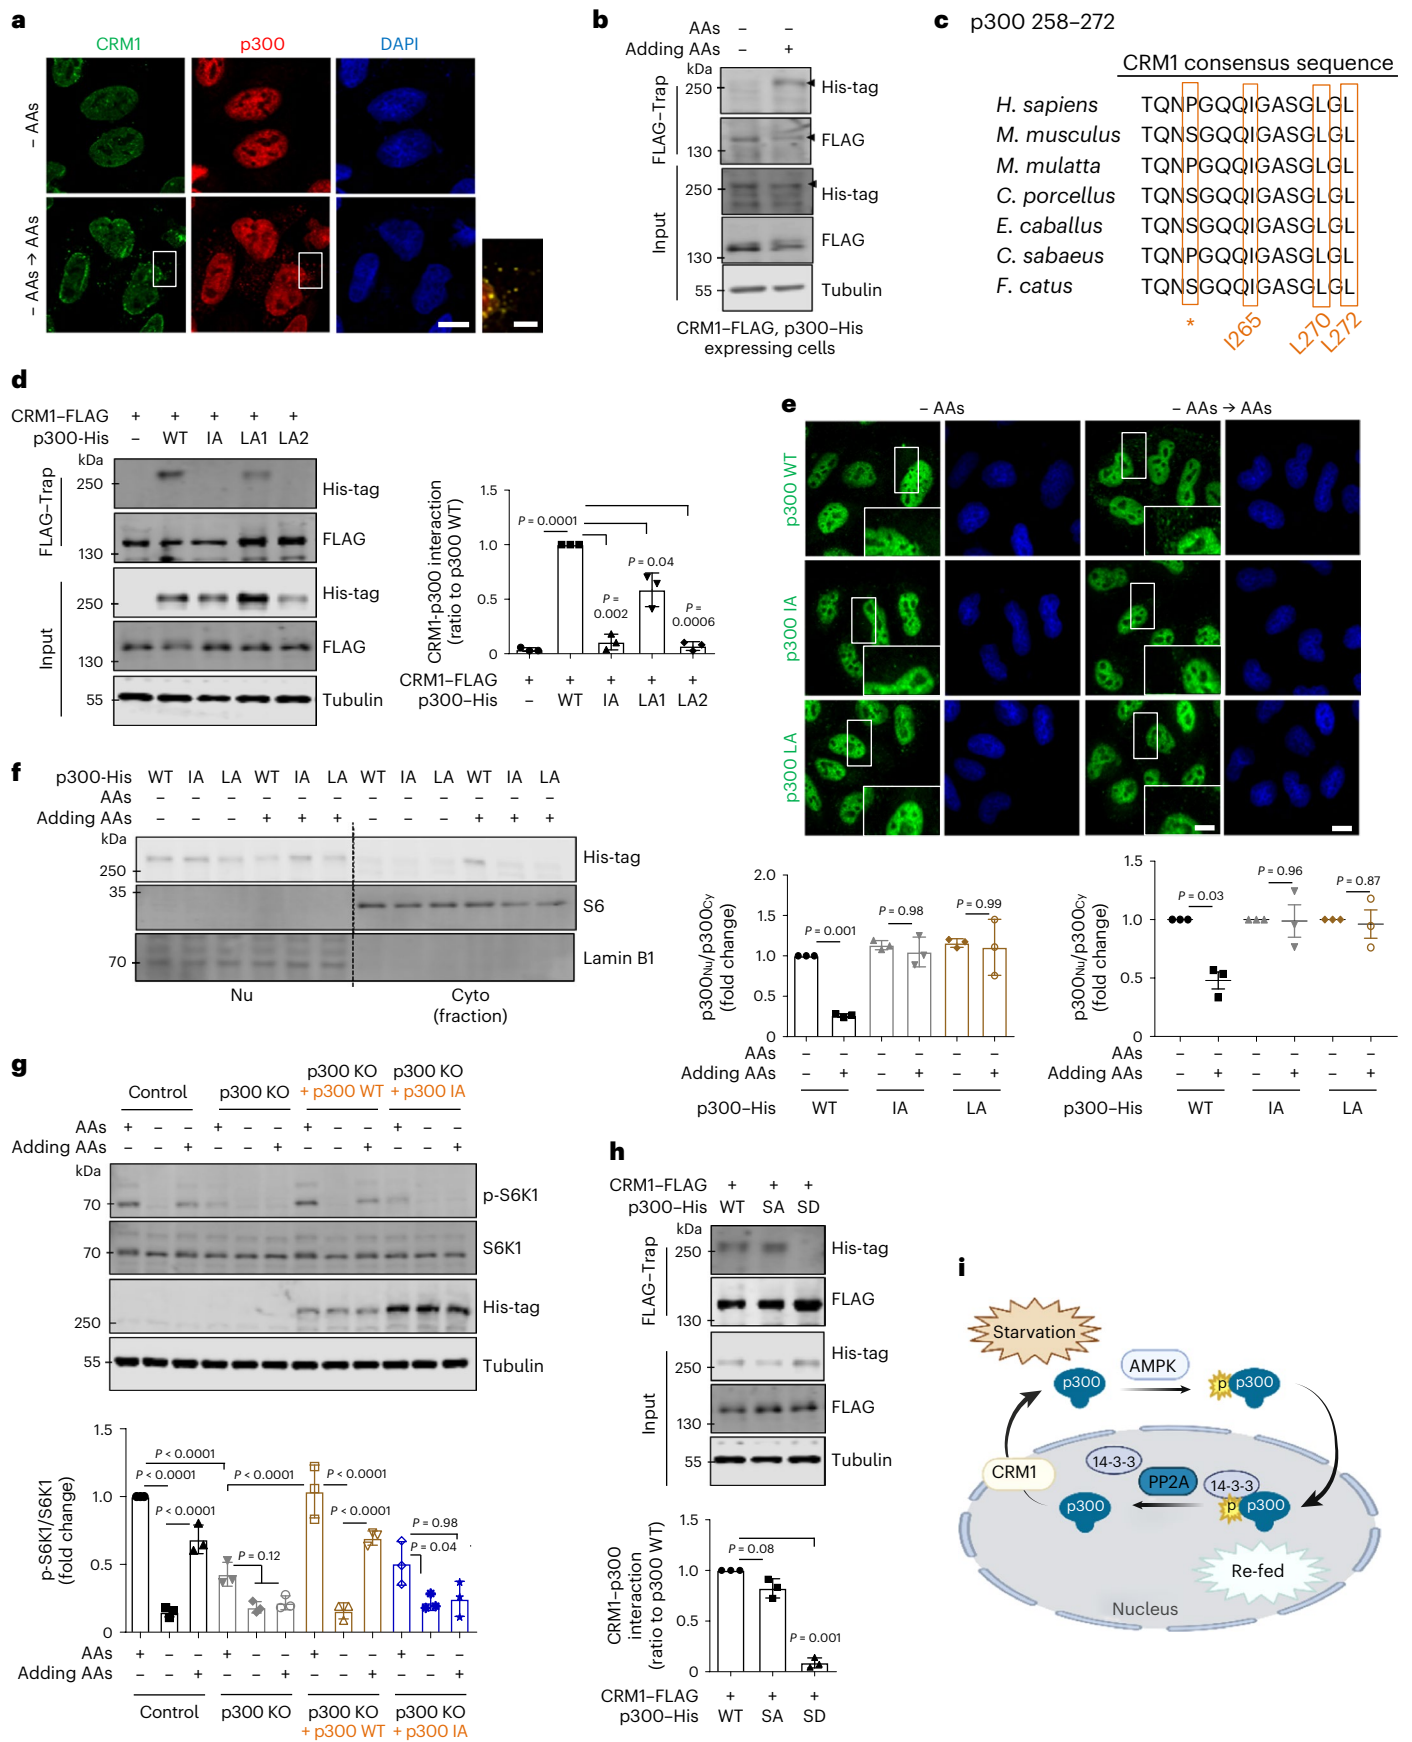 a
CRM1 p300 DAPI
– AAs
– AAs → AAs
b
AAs – –
Adding AAs – +
kDa
FLAG–Trap
250 His-tag
130 FLAG
Input
250 His-tag
130 FLAG
55 Tubulin
CRM1–FLAG, p300–His
expressing cells
c p300 258–272
CRM1 consensus sequence
H. sapiens TQNPGQQIGASGLGL
M. musculus TQNSGQQIGASGLGL
M. mulatta TQNPGQQIGASGLGL
C. porcellus TQNSGQQIGASGLGL
E. caballus TQNSGQQIGASGLGL
C. sabaeus TQNPGQQIGASGLGL
F. catus TQNSGQQIGASGLGL
* I265 L270 L272
d
CRM1–FLAG + + + + +
p300-His – WT IA LA1 LA2
kDa
FLAG–Trap
250 His-tag
130 FLAG
Input
250 His-tag
130 FLAG
55 Tubulin
CRM1-p300 interaction
(ratio to p300 WT)
1.5
1.0
0.5
0
P = 0.0001
P =
0.002
P = 0.04
P =
0.0006
CRM1–FLAG + + + + +
p300–His – WT IA LA1 LA2
e
– AAs – AAs → AAs
p300 WT
p300 IA
p300 LA
p300Nu/p300Cy
(fold change)
2.0
1.5
1.0
0.5
0
P = 0.001
P = 0.98
P = 0.99
AAs – – – – – –
Adding AAs – + – + – +
p300–His WT IA LA
p300Nu/p300Cy
(fold change)
1.5
1.0
0.5
0
P = 0.03
P = 0.96
P = 0.87
AAs – – – – – –
Adding AAs – + – + – +
p300–His WT IA LA
f
p300-His WT IA LA WT IA LA WT IA LA WT IA LA
AAs – – – – – – – – – – – –
Adding AAs – – – + + + – – – + + +
kDa
250 His-tag
35 S6
70 Lamin B1
Nu Cyto
(fraction)
g
Control p300 KO p300 KO + p300 WT p300 KO + p300 IA
AAs + – – + – – + – – + – –
Adding AAs – – + – – + – – + – – +
kDa
70 p-S6K1
70 S6K1
250 His-tag
55 Tubulin
p-S6K1/S6K1
(fold change)
1.5
1.0
0.5
0
P < 0.0001
P < 0.0001
P < 0.0001
P < 0.0001
P = 0.12
P < 0.0001
P < 0.0001
P = 0.98
P = 0.04
AAs + – – + – – + – – + – –
Adding AAs – – + – – + – – + – – +
Control p300 KO p300 KO p300 KO
+ p300 WT + p300 IA
h
CRM1–FLAG + + +
p300–His WT SA SD
kDa
FLAG–Trap
250 His-tag
130 FLAG
Input
250 His-tag
130 FLAG
55 Tubulin
CRM1–p300
interaction
(ratio to p300 WT)
1.5
1.0
0.5
0
P = 0.08
P = 0.001
CRM1–FLAG + + +
p300–His WT SA SD
i
Starvation
p300 AMPK p p300
CRM1 14-3-3
PP2A 14-3-3
p300 p p300
Re-fed
Nucleus